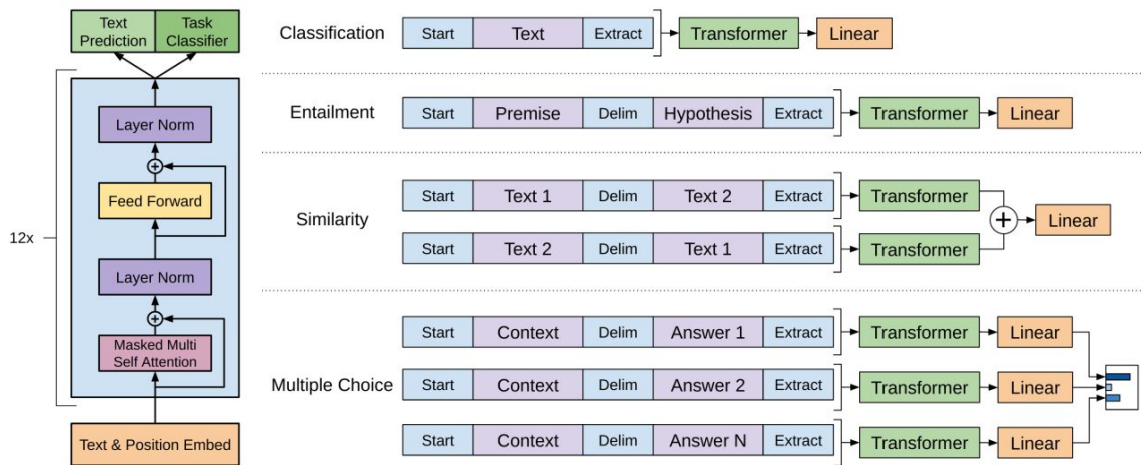 Text
Prediction
Task
Classifier
12x
Layer Norm
Feed Forward
Layer Norm
Masked Multi
Self Attention
Text & Position Embed
Classification
Start Text Extract Transformer Linear
Entailment
Start Premise Delim Hypothesis Extract Transformer Linear
Similarity
Start Text 1 Delim Text 2 Extract Transformer
Start Text 2 Delim Text 1 Extract Transformer
Linear
Multiple Choice
Start Context Delim Answer 1 Extract Transformer Linear
Start Context Delim Answer 2 Extract Transformer Linear
Start Context Delim Answer N Extract Transformer Linear